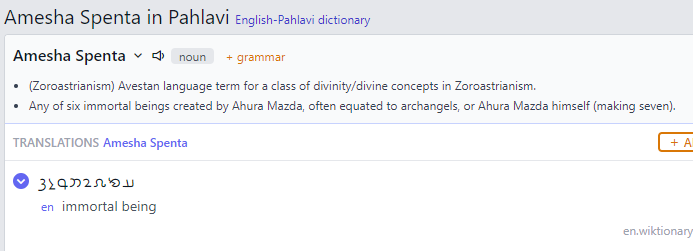 Amesha Spenta in Pahlavi English-Pahlavi dictionary
Amesha Spenta noun + grammar
• (Zoroastrianism) Avestan language term for a class of divinity/divine concepts in Zoroastrianism.
• Any of six immortal beings created by Ahura Mazda, often equated to archangels, or Ahura Mazda himself (making seven).
TRANSLATIONS Amesha Spenta + A
en immortal being
en.wiktionary